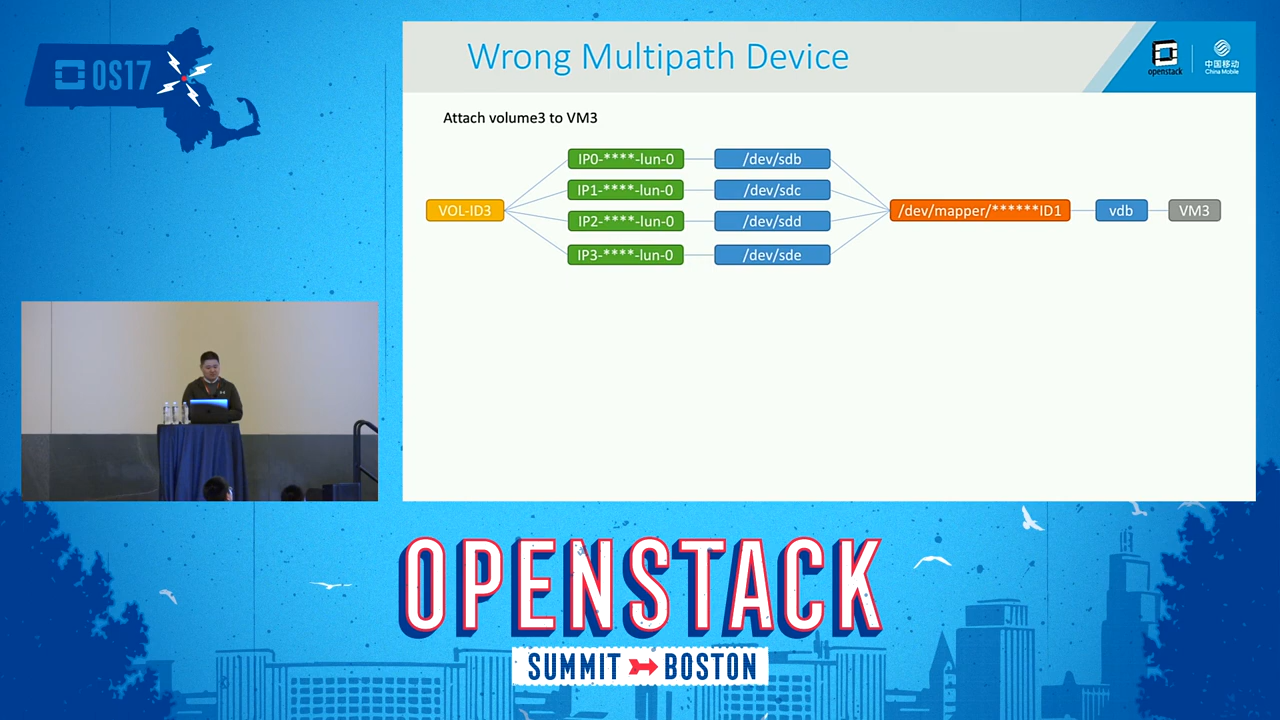 OS17
Wrong Multipath Device
openstack
中国移动
China Mobile
Attach volume3 to VM3
IP0-****-lun-0
/dev/sdb
IP1-****-lun-0
/dev/sdc
VOL-ID3
/dev/mapper/******ID1
vdb
VM3
IP2-****-lun-0
/dev/sdd
IP3-****-lun-0
/dev/sde
OPENSTACK
SUMMIT
BOSTON